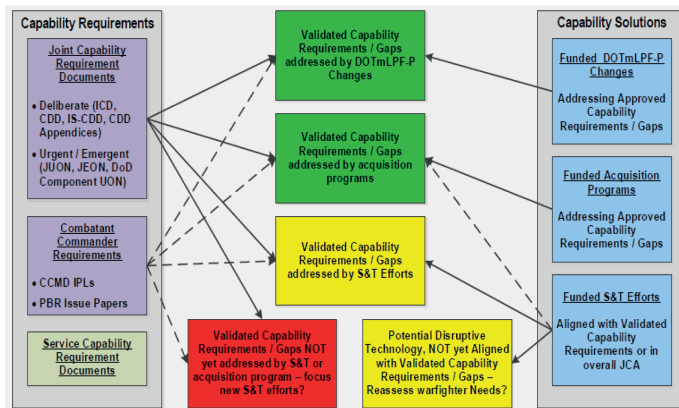 Capability Requirements
Joint Capability
Requirement
Documents
• Deliberate (ICD,
CDD, IS-CDD, CDD
Appendices)
• Urgent / Emergent
(JUON, JEON, DoD
Component UON)
Combatant
Commander
Requirements
• CCMD IPLs
• PBR Issue Papers
Service Capability
Requirement
Documents
Validated Capability
Requirements / Gaps
addressed by DOTmLPF-P
Changes
Validated Capability
Requirements / Gaps
addressed by acquisition
programs
Validated Capability
Requirements / Gaps
addressed by S&T Efforts
Validated Capability
Requirements / Gaps NOT
yet addressed by S&T or
acquisition program – focus
new S&T efforts?
Potential Disruptive
Technology, NOT yet Aligned
with Validated Capability
Requirements / Gaps –
Reassess warfighter Needs?
Capability Solutions
Funded DOTmLPF-P
Changes
Addressing Approved
Capability
Requirements / Gaps
Funded Acquisition
Programs
Addressing Approved
Capability
Requirements / Gaps
Funded S&T Efforts
Aligned with Validated
Capability
Requirements or in
overall JCA